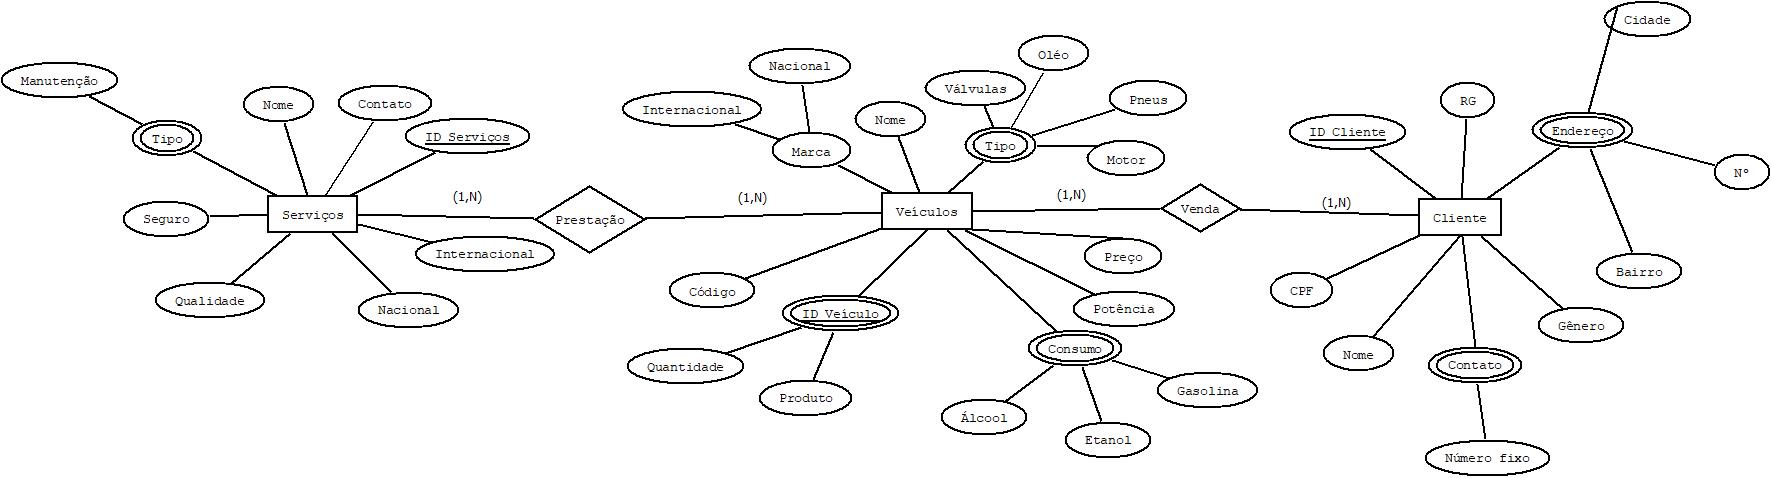 Cidade
Oléo
Nacional
Manutenção
Válvulas
Pneus
RG
Nome
Contato
Internacional
Nome
ID Serviços
ID Cliente
Endereço
Tipo
Marca
Tipo
Motor
Nº
(1,N)
(1,N)
(1,N)
(1,N)
Serviços
Seguro
Prestação
Veículos
Venda
Cliente
Internacional
Preço
Bairro
Código
CPF
Qualidade
Nacional
ID Veículo
Potência
Gênero
Consumo
Nome
Quantidade
Contato
Produto
Gasolina
Álcool
Etanol
Número fixo